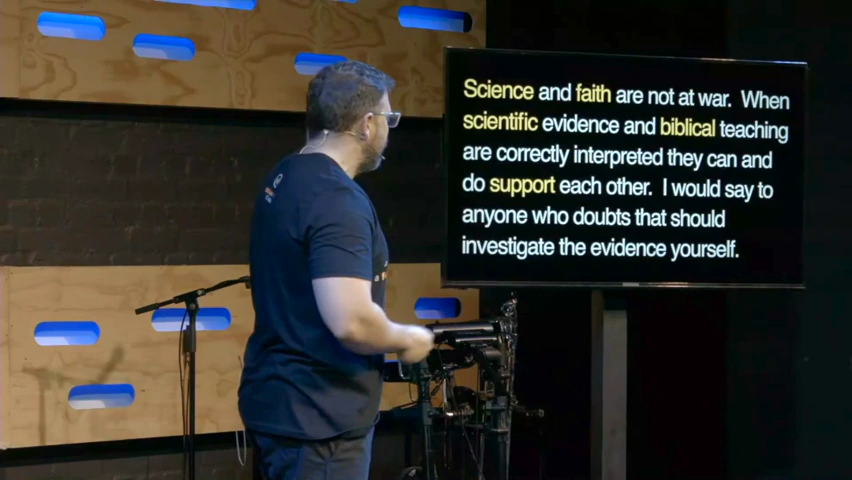 Science and faith are not at war. When
scientific evidence and biblical teaching
are correctly interpreted they can and
do support each other. I would say to
anyone who doubts that should
investigate the evidence yourself.